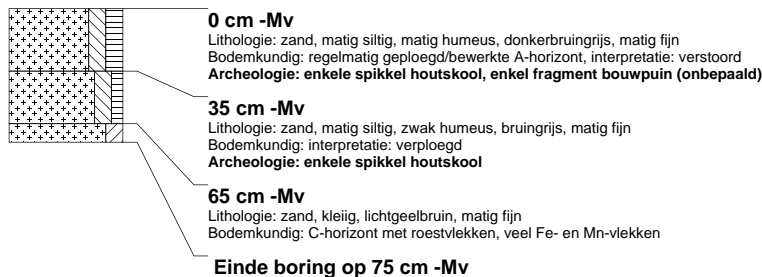 0 cm -Mv
Lithologie: zand, matig siltig, matig humeus, donkerbruingrijs, matig fijn
Bodemkundig: regelmatig geploegd/bewerkte A-horizont, interpretatie: verstoord
Archeologie: enkele spikkel houtskool, enkel fragment bouwpuin (onbepaald)
35 cm -Mv
Lithologie: zand, matig siltig, zwak humeus, bruingrijs, matig fijn
Bodemkundig: interpretatie: verploegd
Archeologie: enkele spikkel houtskool
65 cm -Mv
Lithologie: zand, kleiig, lichtgeelbruin, matig fijn
Bodemkundig: C-horizont met roestvlekken, veel Fe- en Mn-vlekken
Einde boring op 75 cm -Mv